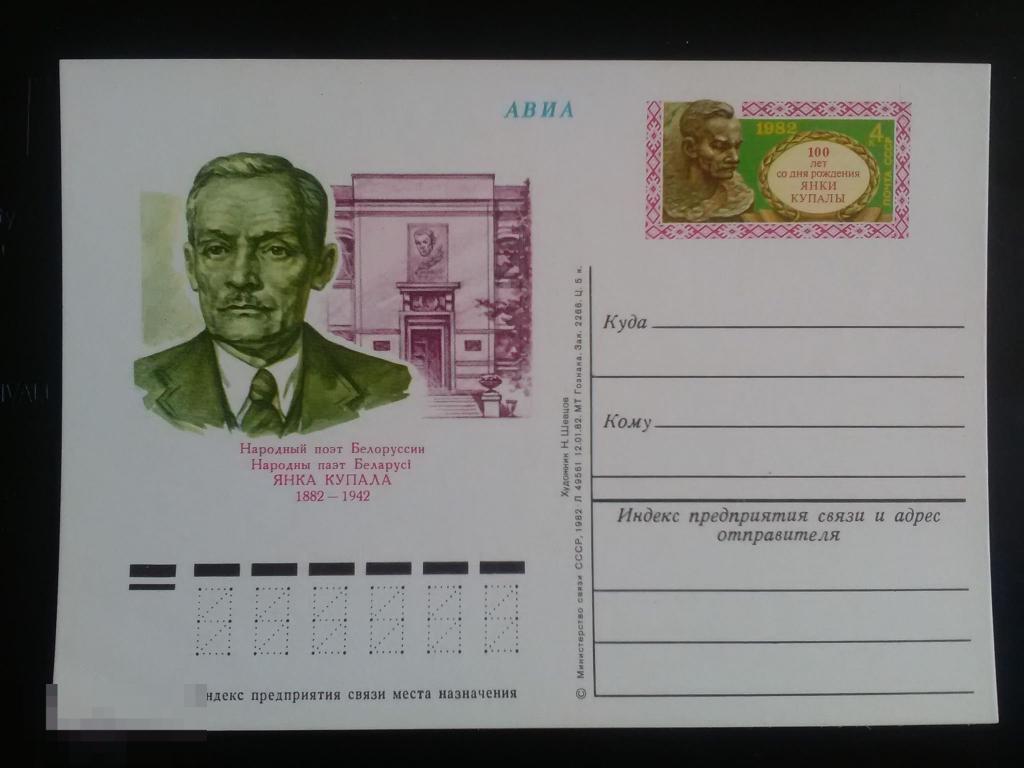 АВИА
1982
4 к
ПОЧТА СССР
100
лет
со дня рождения
ЯНКИ
КУПАЛЫ
Народный поэт Белоруссии
Народны паэт Беларусі
ЯНКА КУПАЛА
1882 — 1942
Куда
Кому
Индекс предприятия связи и адрес
отправителя
Художник Н. Шевцов
© Министерство связи СССР, 1982. Л 49561 12.01.82. МТ Гознака. Зак. 2266. Ц. 5 к.
ндекс предприятия связи места назначения